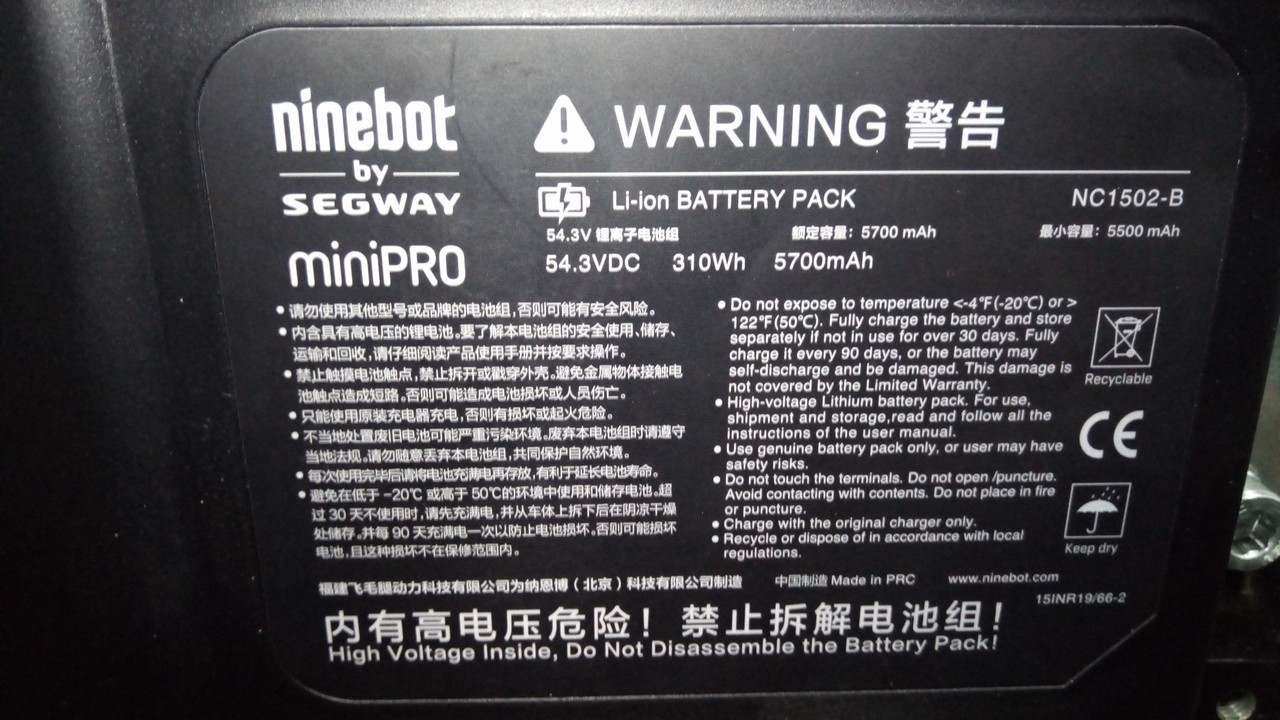 ninebot
by
SEGWAY
miniPRO
WARNING 警告
Li-ion BATTERY PACK
NC1502-B
54.3V 锂离子电池组
额定容量：5700 mAh
最小容量：5500 mAh
54.3VDC 310Wh 5700mAh
• 请勿使用其他型号或品牌的电池组，否则可能有安全风险。
• 内含具有高电压的锂电池。要了解本电池组的安全使用、储存、
运输和回收，请仔细阅读产品使用手册并按要求操作。
• 禁止触摸电池触点，禁止拆开或戳穿外壳。避免金属物体接触电
池触点造成短路。否则可能造成电池损坏或人员伤亡。
• 只能使用原装充电器充电，否则有损坏或起火危险。
• 不当地处置废旧电池可能严重污染环境。废弃本电池组时请遵守
当地法规。请勿随意丢弃本电池组，共同保护自然环境。
• 每次使用完毕后请将电池充满电再存放，有利于延长电池寿命。
• 避免在低于 -20℃ 或高于 50℃的环境中使用和储存电池。超
过 30 天不使用时，请先充满电，并从车体上拆下后在阴凉干燥
处储存。并每 90 天充满电一次以防止电池损坏。否则可能损坏
电池，且这种损坏不在保修范围内。
• Do not expose to temperature <-4℉(-20℃) or >
122℉(50℃). Fully charge the battery and store
separately if not in use for over 30 days. Fully
charge it every 90 days, or the battery may
self-discharge and be damaged. This damage is
not covered by the Limited Warranty.
• High-voltage Lithium battery pack. For use,
shipment and storage,read and follow all the
instructions of the user manual.
• Use genuine battery pack only, or user may have
safety risks.
• Do not touch the terminals. Do not open /puncture.
Avoid contacting with contents. Do not place in fire
or puncture.
• Charge with the original charger only.
• Recycle or dispose of in accordance with local
regulations.
Recyclable
CE
Keep dry
福建飞毛腿动力科技有限公司为纳恩博（北京）科技有限公司制造
中国制造 Made in PRC
www.ninebot.com
15INR19/66-2
内有高电压危险！禁止拆解电池组！
High Voltage Inside, Do Not Disassemble the Battery Pack!